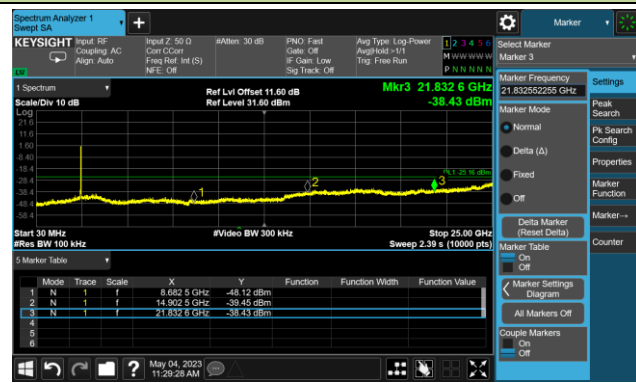 Spectrum Analyzer 1
Swept SA
Marker
KEYSIGHT
Input: RF
Coupling: AC
Align: Auto
Input Z: 50 Ω
Corr CCorr
Freq Ref: Int (S)
NFE: Off
#Atten: 30 dB
PNO: Fast
Gate: Off
IF Gain: Low
Sig Track: Off
Avg Type: Log-Power
Avg|Hold >1/1
Trig: Free Run
1 2 3 4 5 6
M W W W W W
P N N N N N
Select Marker
Marker 3
1 Spectrum
Ref Lvl Offset 11.60 dB
Mkr3 21.832 6 GHz
Scale/Div 10 dB
Ref Level 31.60 dBm
-38.43 dBm
Log
21.6
11.6
1.60
-8.40
-18.4
-28.4
-38.4
-48.4
-58.4
DL1 -25.16 dBm
1
2
3
Start 30 MHz
#Video BW 300 kHz
Stop 25.00 GHz
#Res BW 100 kHz
Sweep 2.39 s (10000 pts)
5 Marker Table
Mode Trace Scale X Y Function Function Width Function Value
1 N 1 f 8.682 5 GHz -48.12 dBm
2 N 1 f 14.902 5 GHz -39.45 dBm
3 N 1 f 21.832 6 GHz -38.43 dBm
4
5
6
Marker Frequency
21.832552255 GHz
Marker Mode
Normal
Delta (Δ)
Fixed
Off
Delta Marker
(Reset Delta)
Marker Table
On
Off
Marker Settings
Diagram
All Markers Off
Couple Markers
On
Off
Settings
Peak
Search
Pk Search
Config
Properties
Marker
Function
Marker→
Counter
May 04, 2023
11:29:28 AM